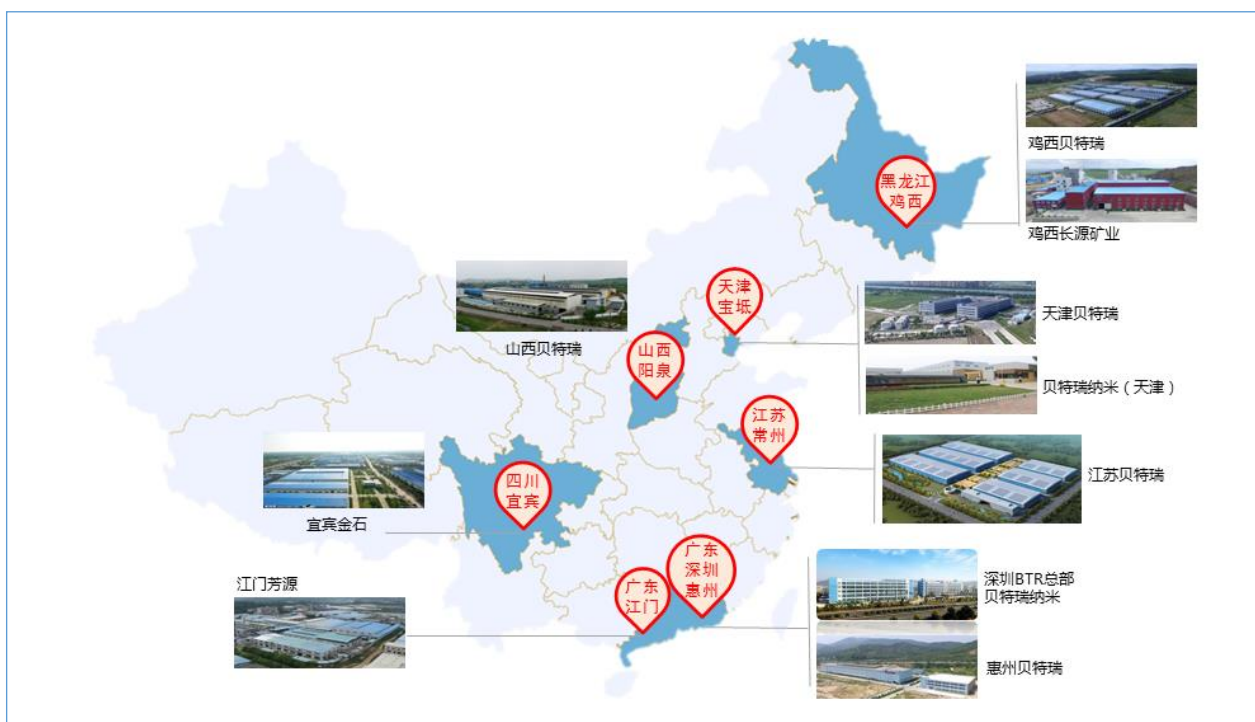 鸡西贝特瑞
黑龙江
鸡西
鸡西长源矿业
天津
宝坻
天津贝特瑞
山西贝特瑞
山西
阳泉
贝特瑞纳米（天津）
江苏
常州
江苏贝特瑞
四川
宜宾
宜宾金石
广东
深圳
惠州
深圳BTR总部
贝特瑞纳米
江门芳源
广东
江门
惠州贝特瑞